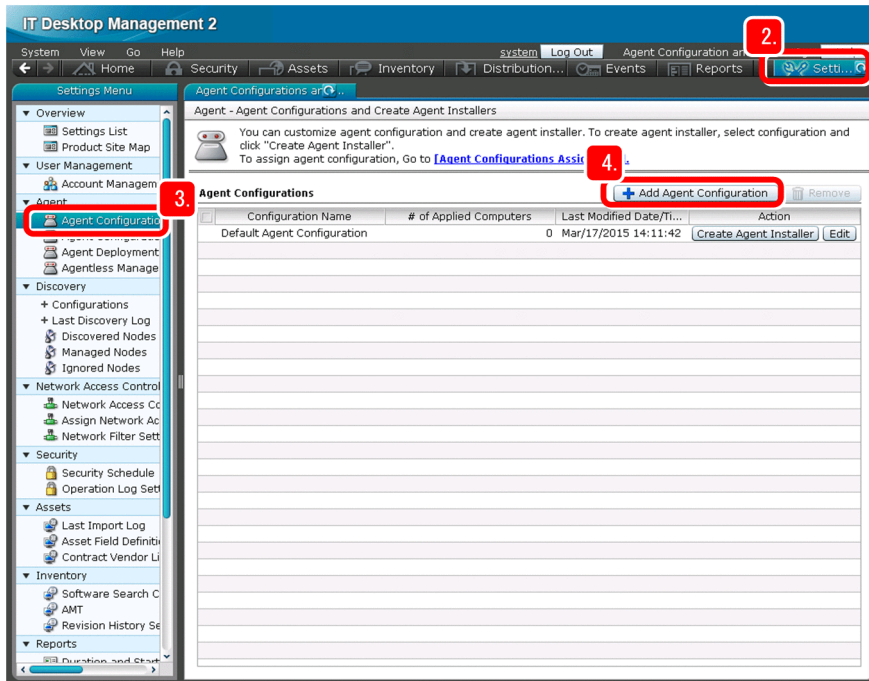 IT Desktop Management 2
System View Go Help system Log Out Agent Configuration an
Home Security Assets Inventory Distribution... Events Reports Setti...
2.
Settings Menu
Agent Configurations an ..
Overview
Settings List
Product Site Map
User Management
Account Managem
Agent
3.
Agent Configuratio
Agent Deployment
Agentless Manage
Discovery
+ Configurations
+ Last Discovery Log
Discovered Nodes
Managed Nodes
Ignored Nodes
Network Access Control
Network Access Co
Assign Network Ac
Network Filter Sett
Security
Security Schedule
Operation Log Sett
Assets
Last Import Log
Asset Field Definiti
Contract Vendor Li
Inventory
Software Search C
AMT
Revision History Se
Reports
Duration and Start
Agent - Agent Configurations and Create Agent Installers
You can customize agent configuration and create agent installer. To create agent installer, select configuration and
click "Create Agent Installer".
To assign agent configuration, Go to [Agent Configurations Assi
4.
Agent Configurations
Add Agent Configuration Remove
Configuration Name # of Applied Computers Last Modified Date/Ti... Action
Default Agent Configuration 0 Mar/17/2015 14:11:42 Create Agent Installer Edit